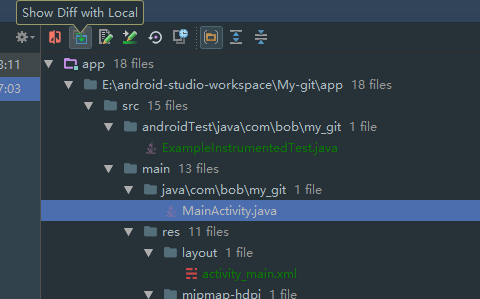 Show Diff with Local
3:11
7:03
app 18 files
E:\android-studio-workspace\My-git\app 18 files
src 15 files
androidTest\java\com\bob\my_git 1 file
ExampleInstrumentedTest.java
main 13 files
java\com\bob\my_git 1 file
MainActivity.java
res 11 files
layout 1 file
activity_main.xml
mipmap-hdpi